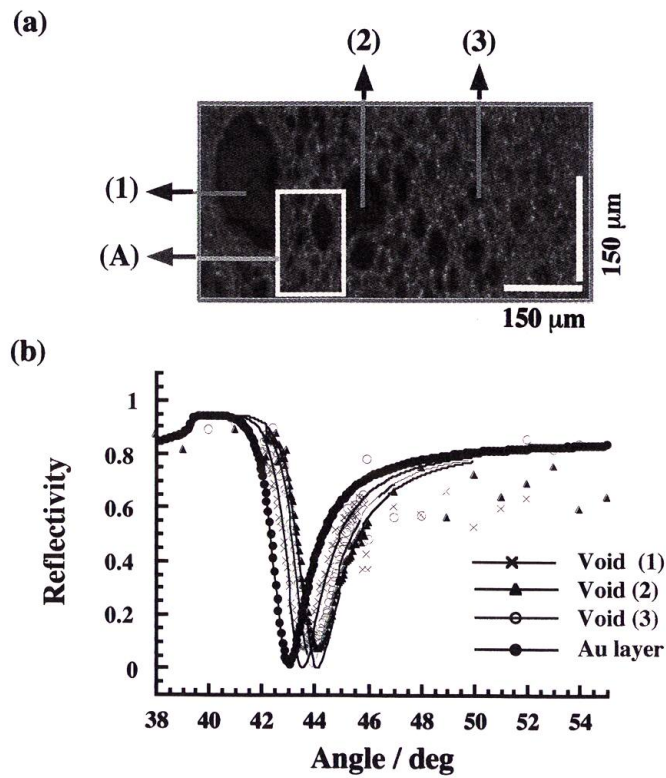 (a)
(2)
(3)
(1)
(A)
150 μm
150 μm
(b)
1
0.8
0.6
0.4
0.2
0
Reflectivity
Void (1)
Void (2)
Void (3)
Au layer
38 40 42 44 46 48 50 52 54
Angle / deg